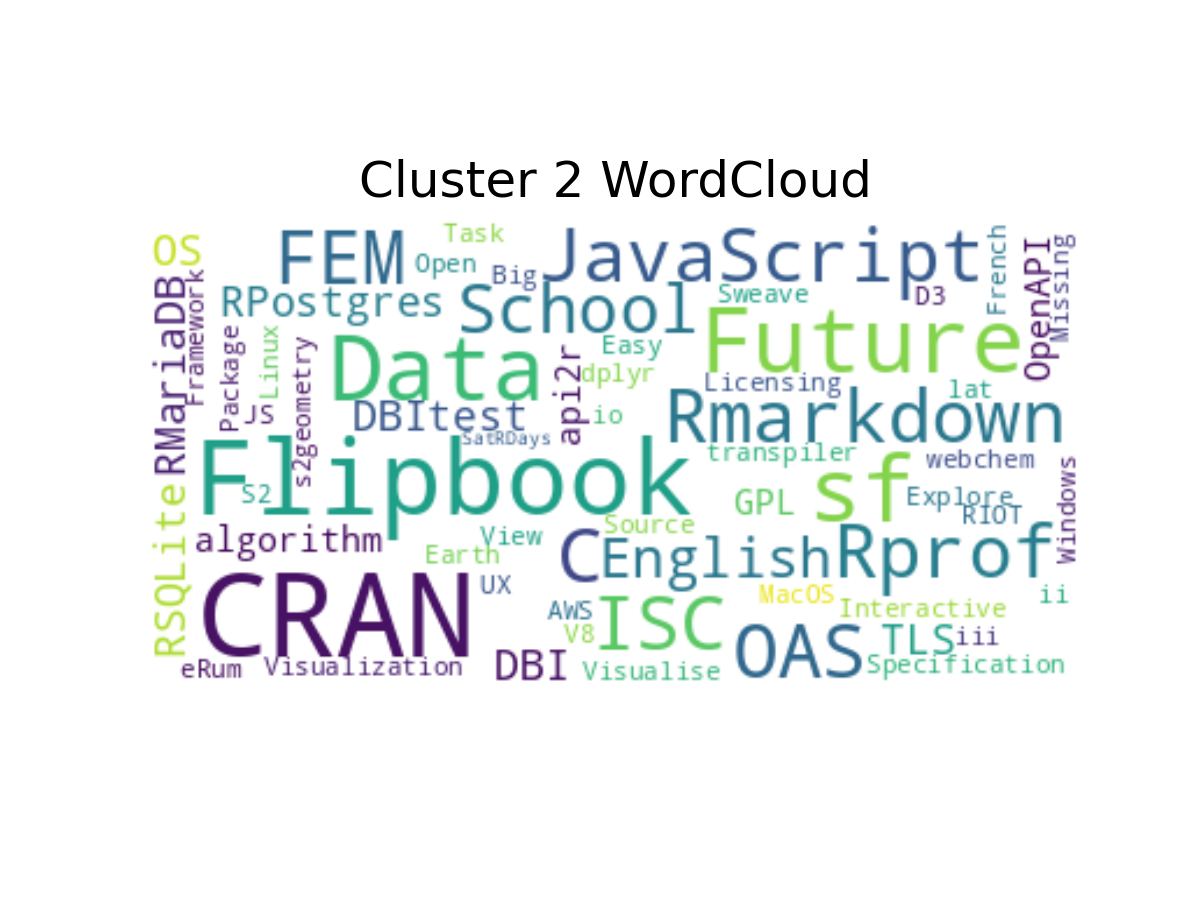 Cluster 2 WordCloud
OS
FEM
Task
Open
Big
JavaScript
French
OpenAPI
Missing
RMariaDB
Framework
RPostgres
School
Sweave
D3
Future
Package
Linux
JS
s2geometry
Data
Easy
dplyr
api2r
io
DBItest
SatRDays
Licensing
lat
Rmarkdown
Flipbook
S2
transpiler
webchem
sf
GPL
Explore
RIOT
Windows
RSQLite
algorithm
View
Earth
Source
C
English
Rprof
CRAN
UX
AWS
V8
ISC
MacOS
Interactive
ii
OAS
TLS
iii
eRum
Visualization
DBI
Visualise
Specification